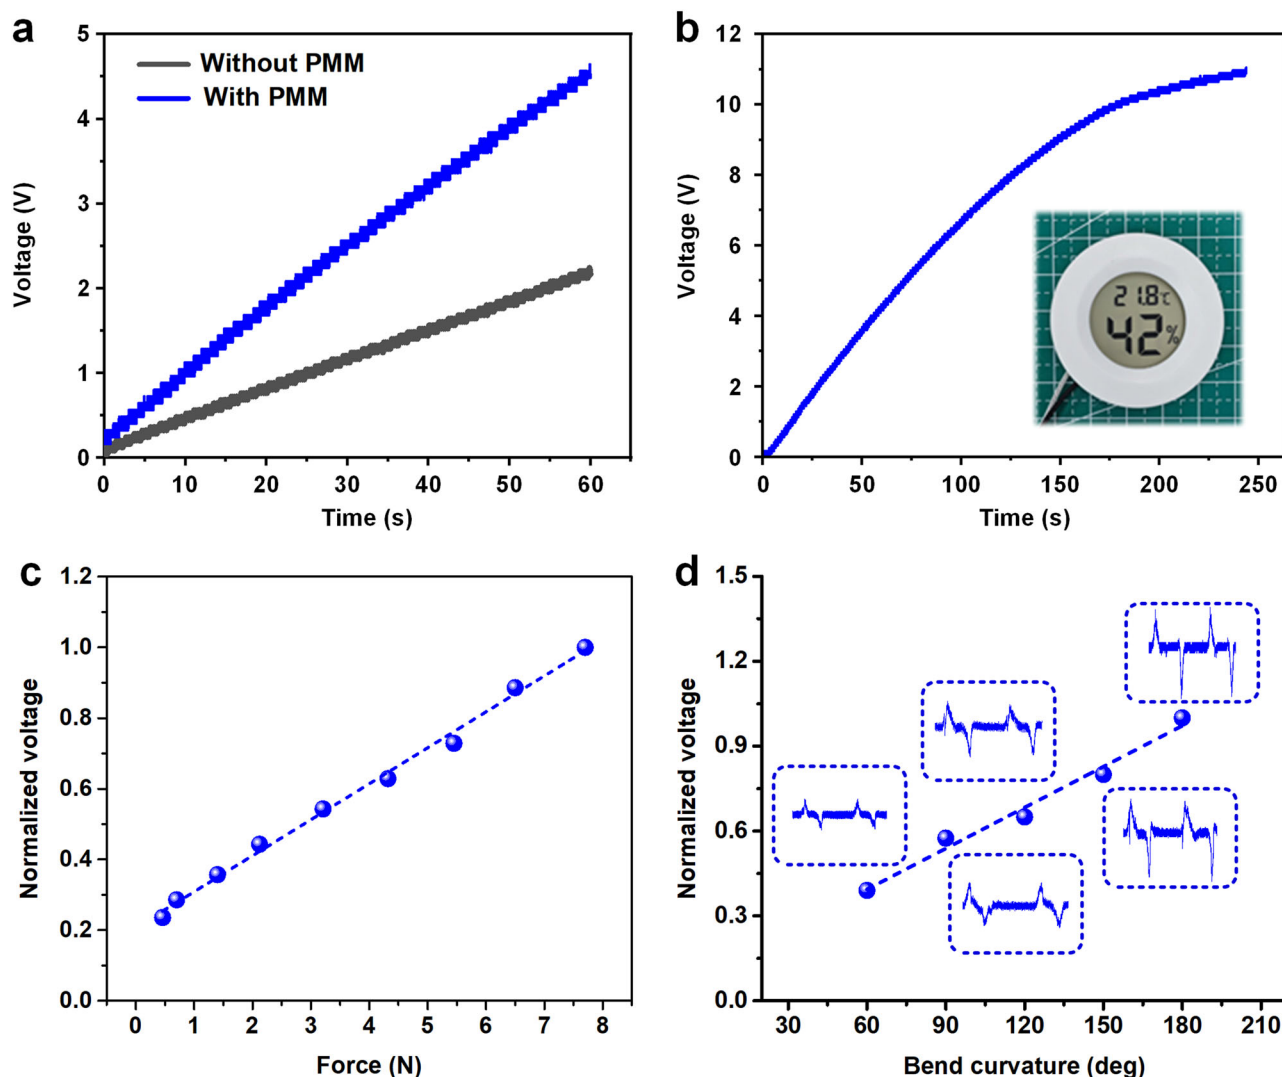 a
5
4
3
2
1
0
Voltage (V)
Without PMM
With PMM
0 10 20 30 40 50 60
Time (s)
b
12
10
8
6
4
2
0
Voltage (V)
21.8℃
42%
0 50 100 150 200 250
Time (s)
c
1.2
1.0
0.8
0.6
0.4
0.2
0.0
Normalized voltage
0 1 2 3 4 5 6 7 8
Force (N)
d
1.5
1.2
0.9
0.6
0.3
0.0
Normalized voltage
30 60 90 120 150 180 210
Bend curvature (deg)